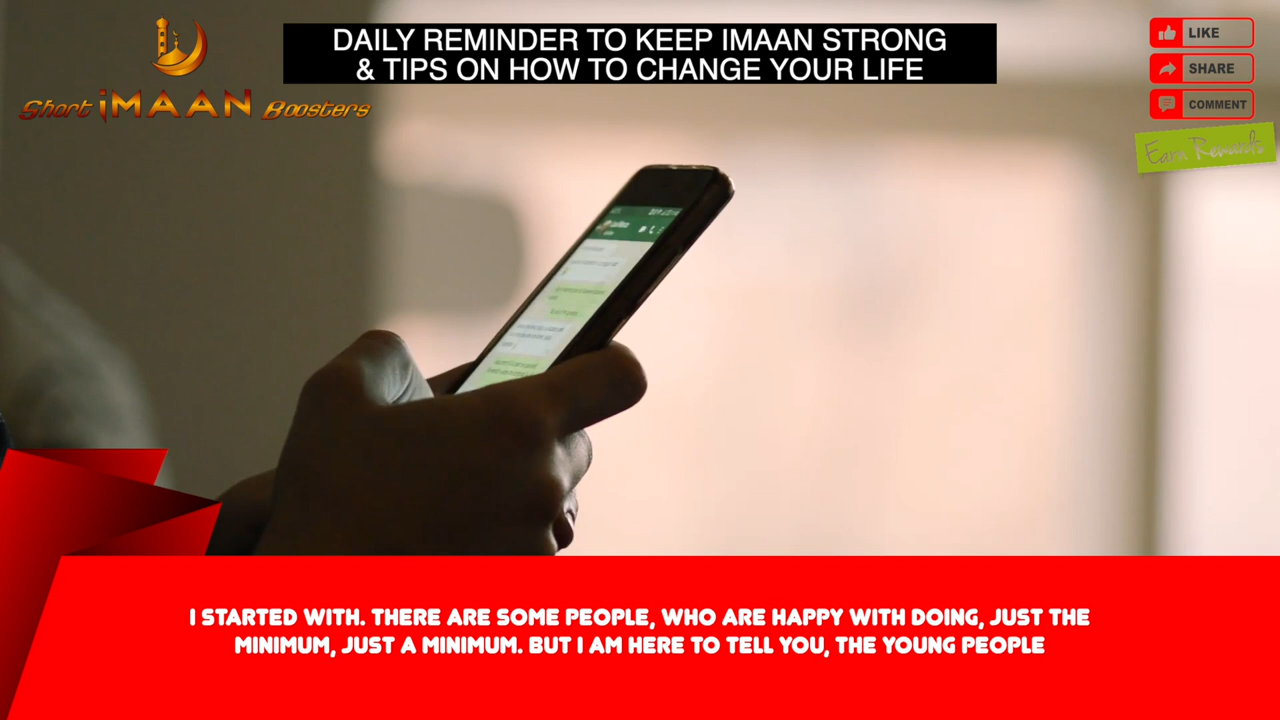 DAILY REMINDER TO KEEP IMAAN STRONG
& TIPS ON HOW TO CHANGE YOUR LIFE
Short iMAAN Boosters
LIKE
SHARE
COMMENT
Earn Rewards
I STARTED WITH. THERE ARE SOME PEOPLE, WHO ARE HAPPY WITH DOING, JUST THE
MINIMUM, JUST A MINIMUM. BUT I AM HERE TO TELL YOU, THE YOUNG PEOPLE